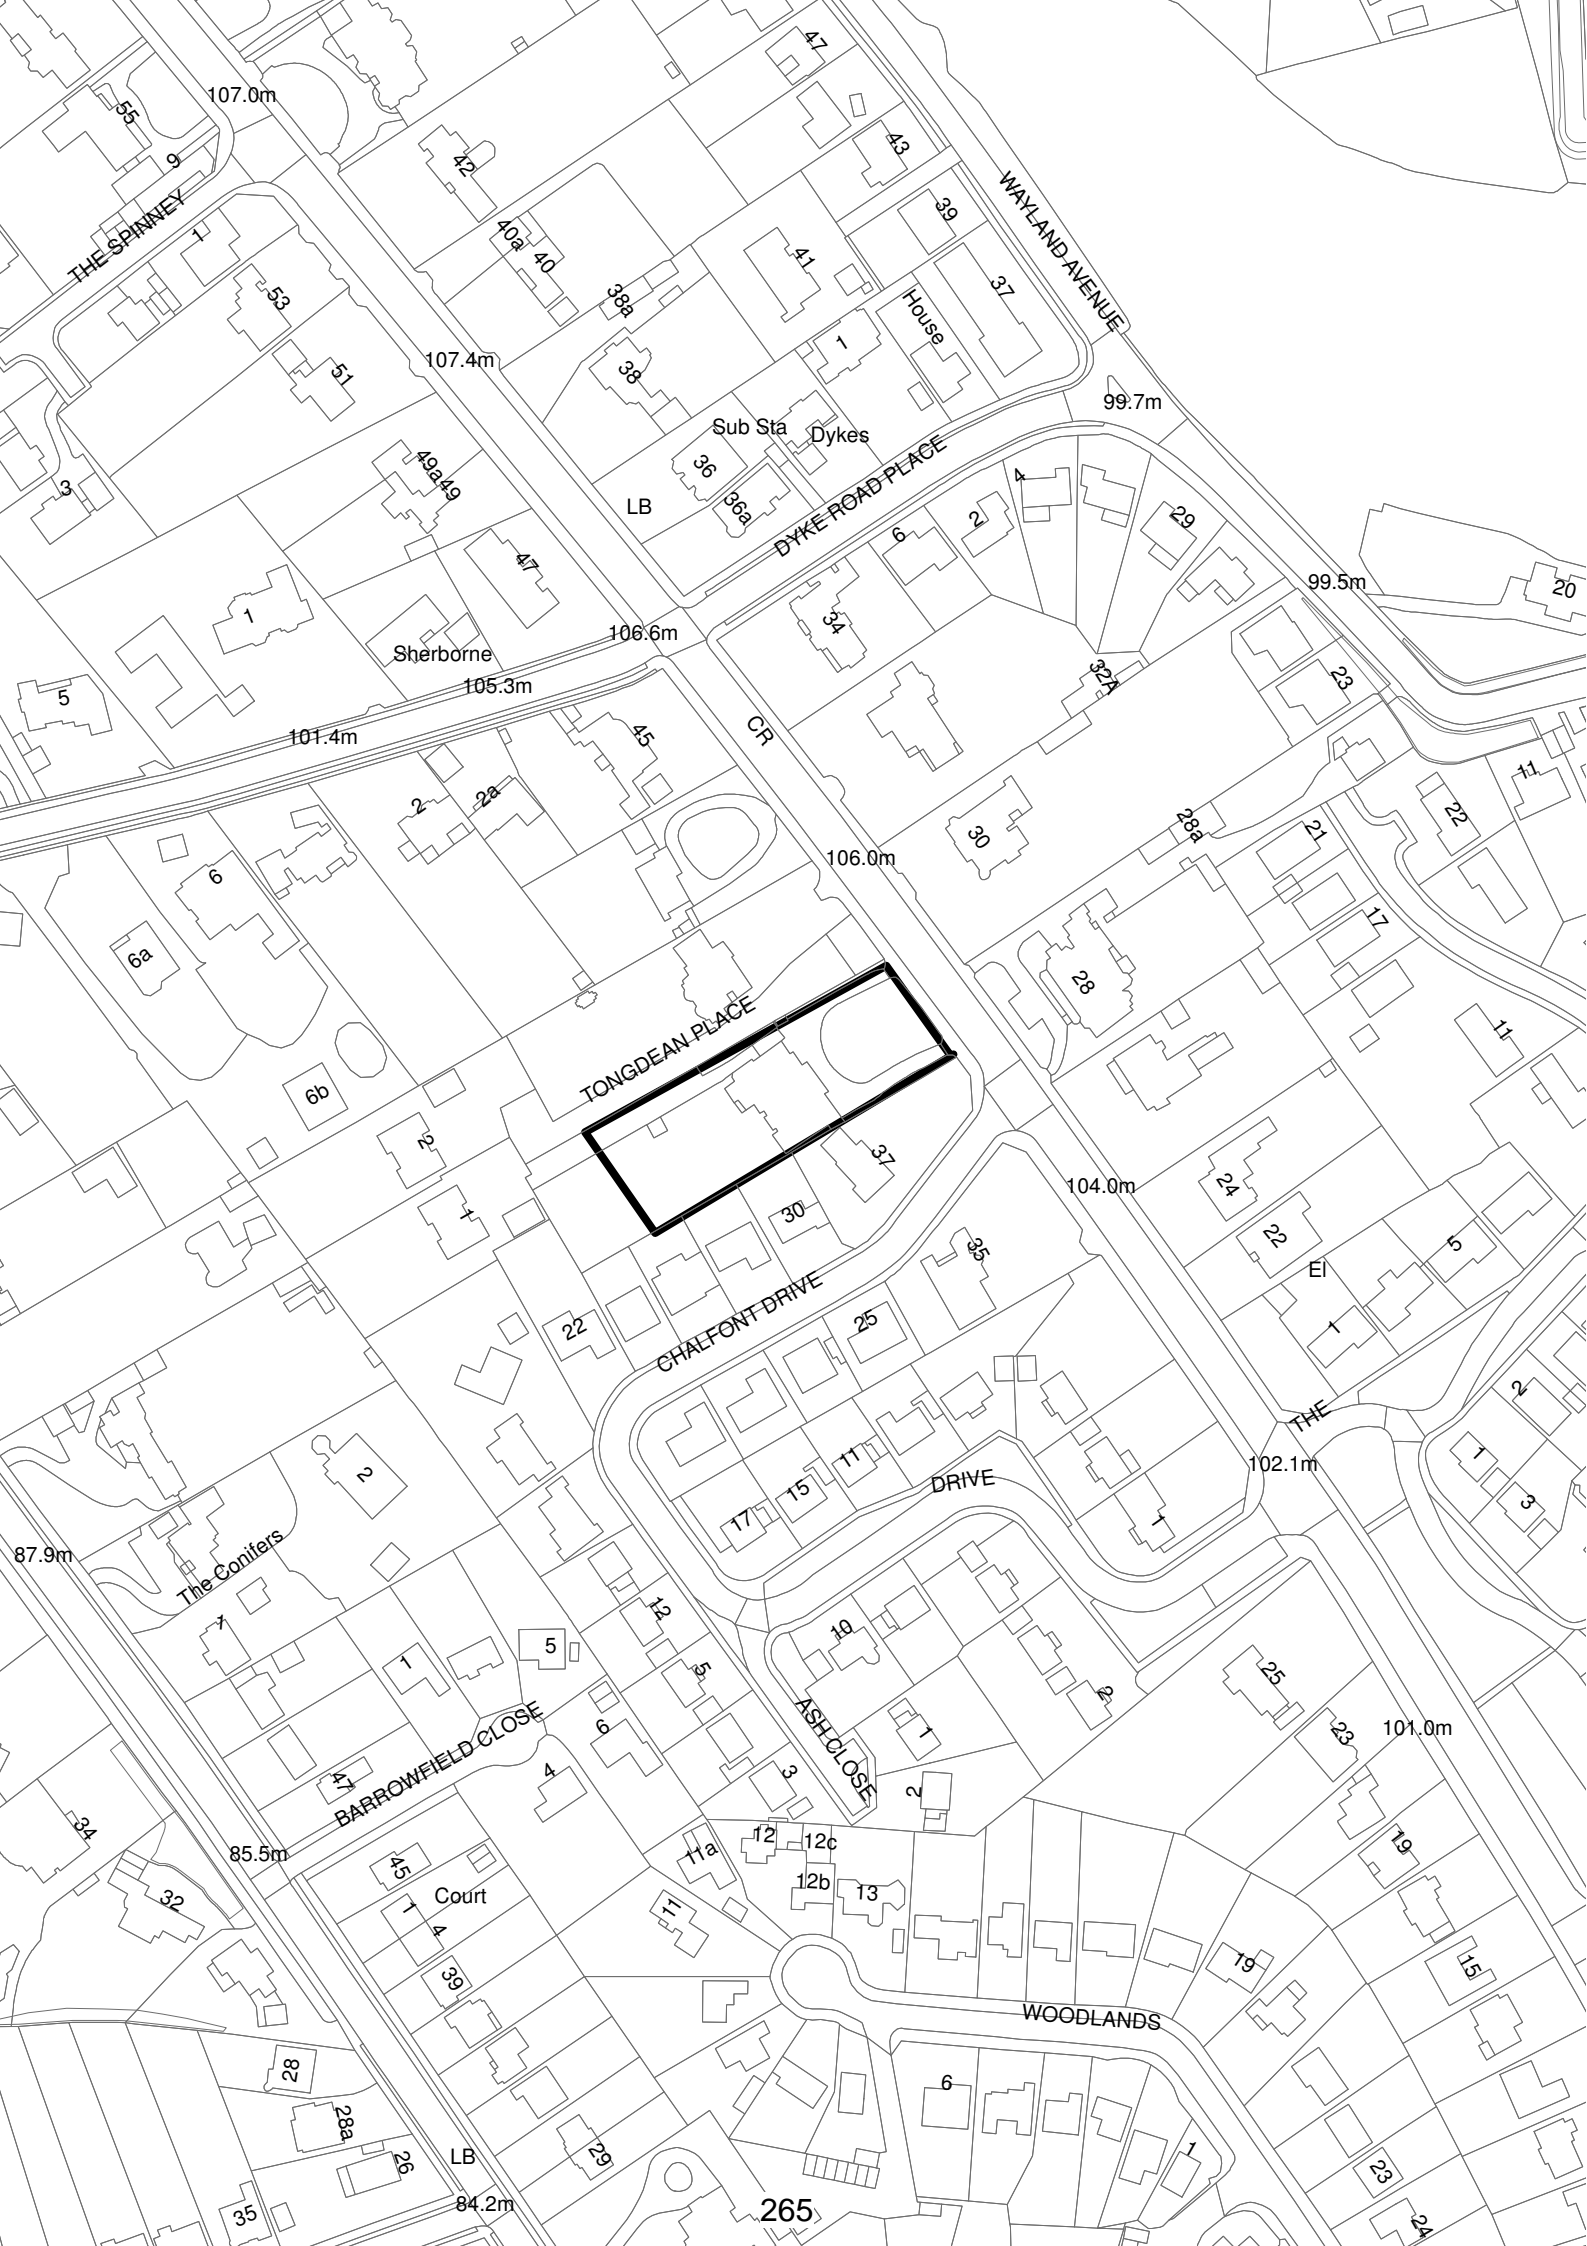 47
107.0m
55
43
42
9
WAYLAND AVENUE
39
THE SPINNEY
1
40a
40
41
37
53
38a
House
1
107.4m
51
38
99.7m
Sub Sta
Dykes
36
49a
49
4
3
LB
36a
DYKE ROAD PLACE
2
29
6
47
99.5m
20
1
34
106.6m
Sherborne
32A
105.3m
23
5
CR
45
101.4m
11
2
2a
22
28a
21
30
106.0m
6
17
6a
28
TONGDEAN PLACE
11
6b
2
37
24
104.0m
1
30
22
5
35
El
CHALFONT DRIVE
22
25
1
2
THE
11
1
102.1m
2
DRIVE
15
3
17
1
87.9m
The Conifers
12
10
1
5
1
5
25
2
ASH CLOSE
BARROWFIELD CLOSE
6
1
23
101.0m
47
4
3
2
34
12
12c
19
85.5m
11a
45
12b
13
32
Court
1
4
11
19
15
39
WOODLANDS
28
6
28a
LB
26
29
1
23
84.2m
265
35
24